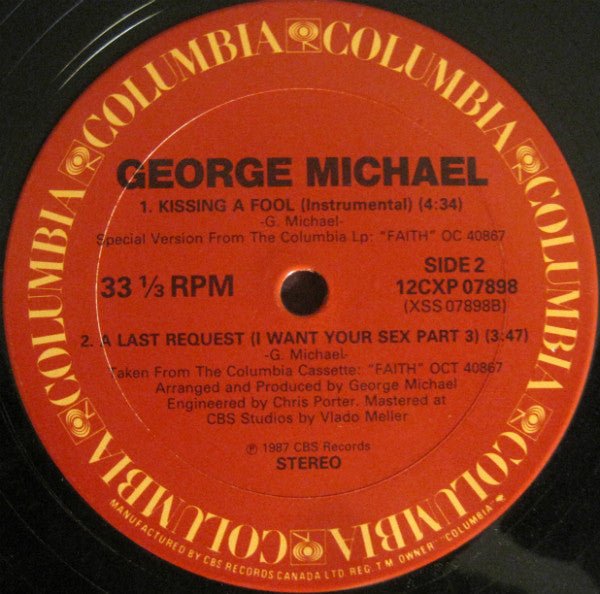 COLUMBIA COLUMBIA COLUMBIA COLUMBIA COLUMBIA COLUMBIA
GEORGE MICHAEL
1. KISSING A FOOL (Instrumental) (4:34)
-G. Michael-
Special Version From The Columbia Lp: "FAITH" OC 40867
33 ⅓ RPM
SIDE 2
12CXP 07898
(XSS 07898B)
2. A LAST REQUEST (I WANT YOUR SEX PART 3) (3:47)
-G. Michael-
Taken From The Columbia Cassette: "FAITH" OCT 40867
Arranged and Produced by George Michael
Engineered by Chris Porter. Mastered at
CBS Studios by Vlado Meller
℗ 1987 CBS Records
STEREO
MANUFACTURED BY CBS RECORDS CANADA LTD. REG. T.M. OWNER "COLUMBIA"